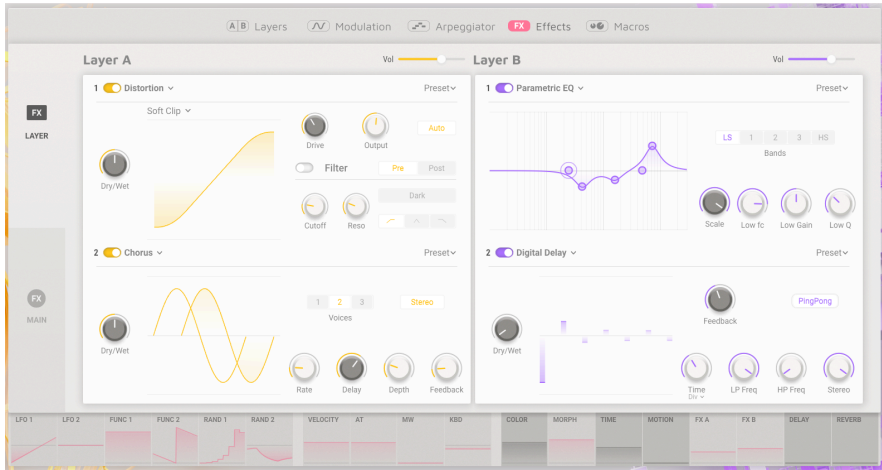 A B Layers Modulation Arpeggiator FX Effects Macros
Layer A Vol Layer B Vol
1 Distortion Preset
Soft Clip
Drive Output Auto
Filter Pre Post
Dry/Wet
Dark
Cutoff Reso
2 Chorus Preset
1 2 3 Stereo
Voices
Dry/Wet
Rate Delay Depth Feedback
1 Parametric EQ Preset
LS 1 2 3 HS
Bands
Scale Low fc Low Gain Low Q
2 Digital Delay Preset
Feedback PingPong
Dry/Wet
Time LP Freq HP Freq Stereo
Div
FX
LAYER
FX
MAIN
LFO 1 LFO 2 FUNC 1 FUNC 2 RAND 1 RAND 2 VELOCITY AT MW KBD COLOR MORPH TIME MOTION FX A FX B DELAY REVERB